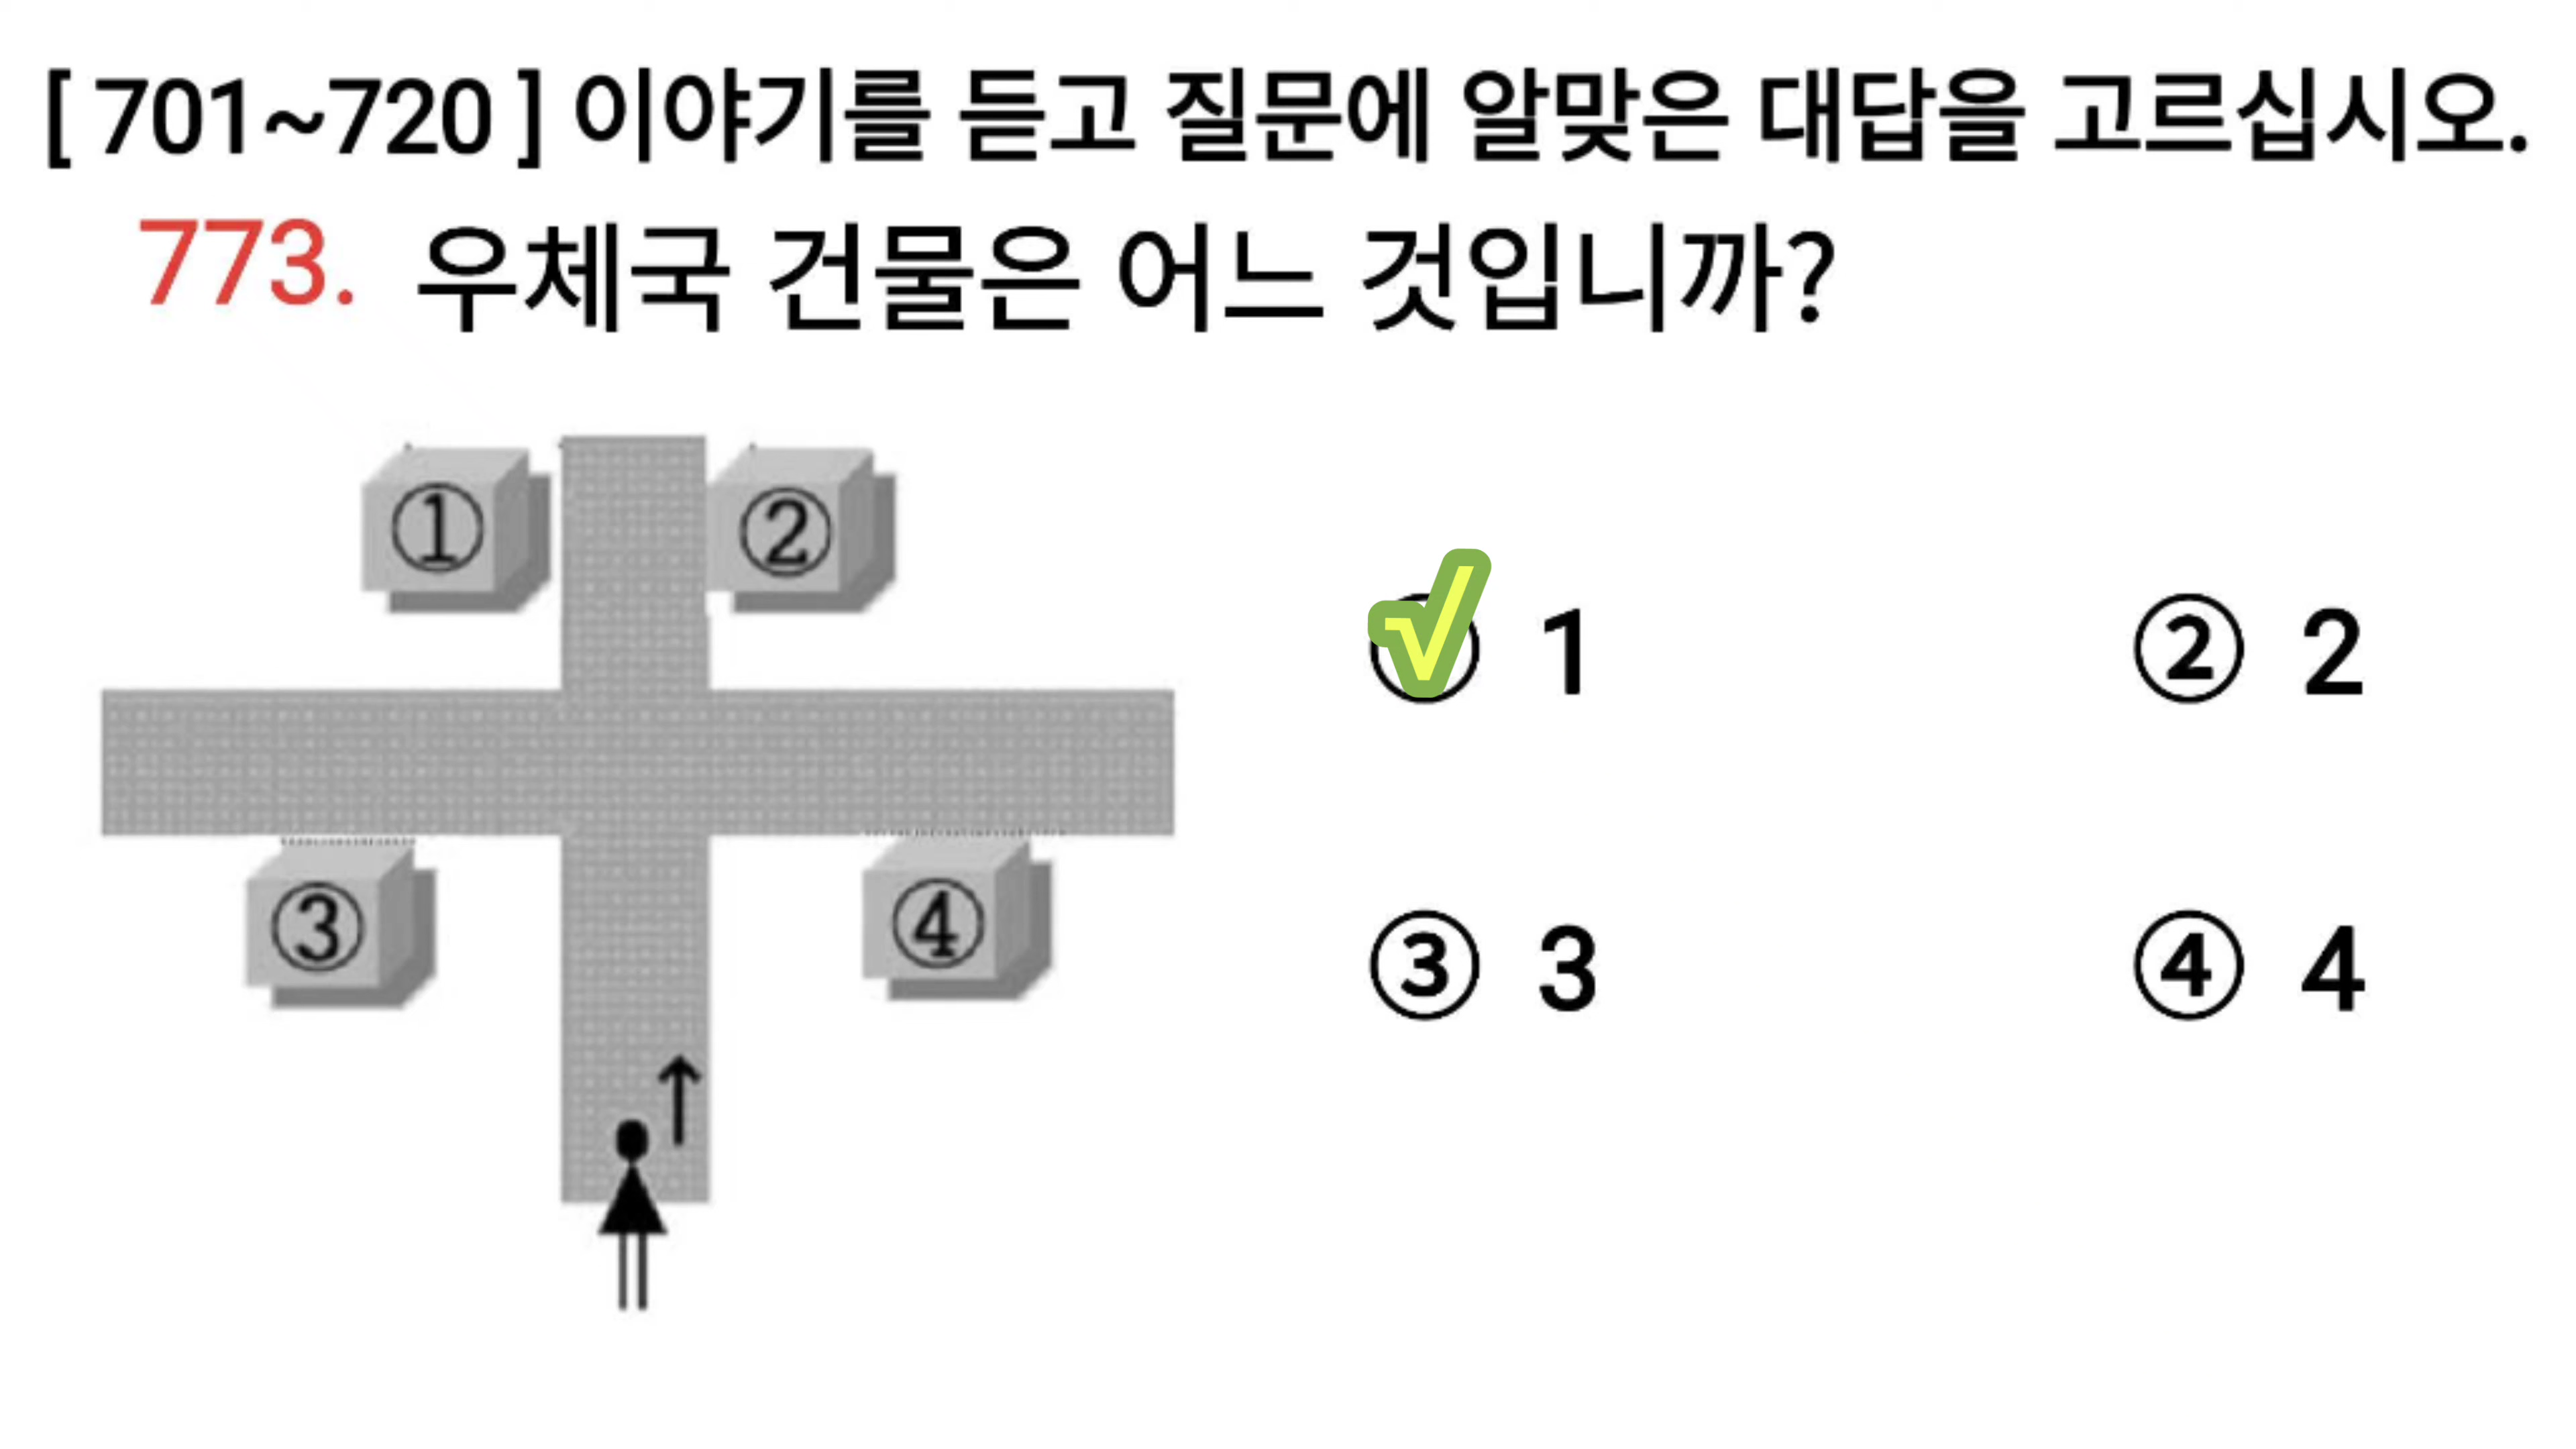 [ 701~720 ] 이야기를 듣고 질문에 알맞은 대답을 고르십시오.
773. 우체국 건물은 어느 것입니까?
① ②
③ ④
1 ② 2
③ 3 ④ 4